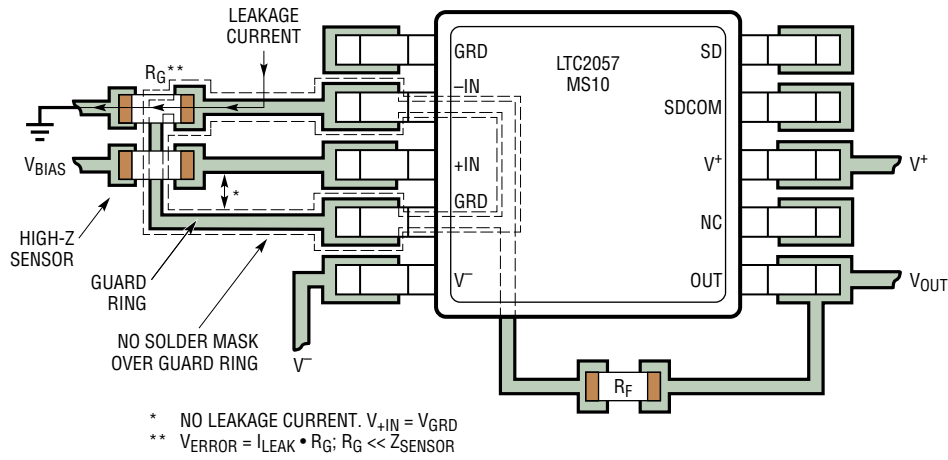 LEAKAGE
CURRENT
RG**
VBIAS
HIGH-Z
SENSOR
GUARD
RING
NO SOLDER MASK
OVER GUARD RING
V–
*
LTC2057
MS10
GRD
–IN
+IN
GRD
V–
SD
SDCOM
V+
NC
OUT
V+
VOUT
RF
* NO LEAKAGE CURRENT. V+IN = VGRD
** VERROR = ILEAK • RG; RG << ZSENSOR